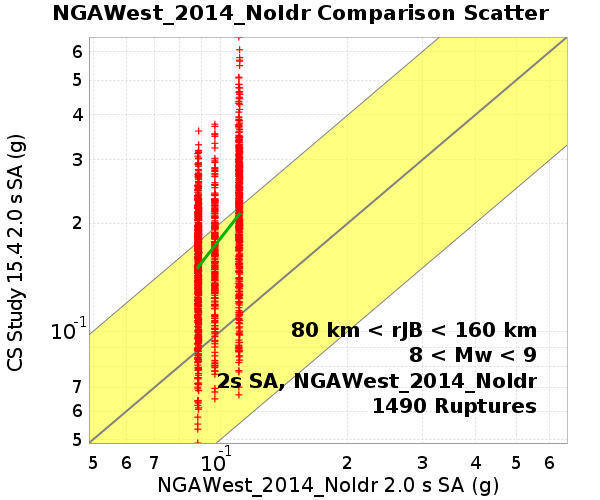 NGAWest_2014_NoIdr Comparison Scatter
CS Study 15.4 2.0 s SA (g)
6
5
4
3
2
10^-1
7
6
5
80 km < rJB < 160 km
8 < Mw < 9
2s SA, NGAWest_2014_NoIdr
1490 Ruptures
5 6 7 10^-1 2 3 4 5 6
NGAWest_2014_NoIdr 2.0 s SA (g)